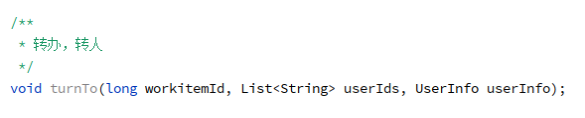 /**
 * 转办，转人
 */
void turnTo(long workitemId, List<String> userIds, UserInfo userInfo);